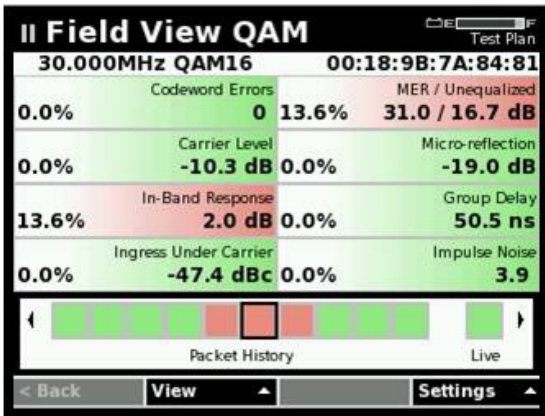 II Field View QAM
E F
Test Plan
30.000MHz QAM16 00:18:9B:7A:84:81
Codeword Errors MER / Unequalized
0.0% 0 13.6% 31.0 / 16.7 dB
Carrier Level Micro-reflection
0.0% -10.3 dB 0.0% -19.0 dB
In-Band Response Group Delay
13.6% 2.0 dB 0.0% 50.5 ns
Ingress Under Carrier Impulse Noise
0.0% -47.4 dBc 0.0% 3.9
Packet History Live
< Back View Settings